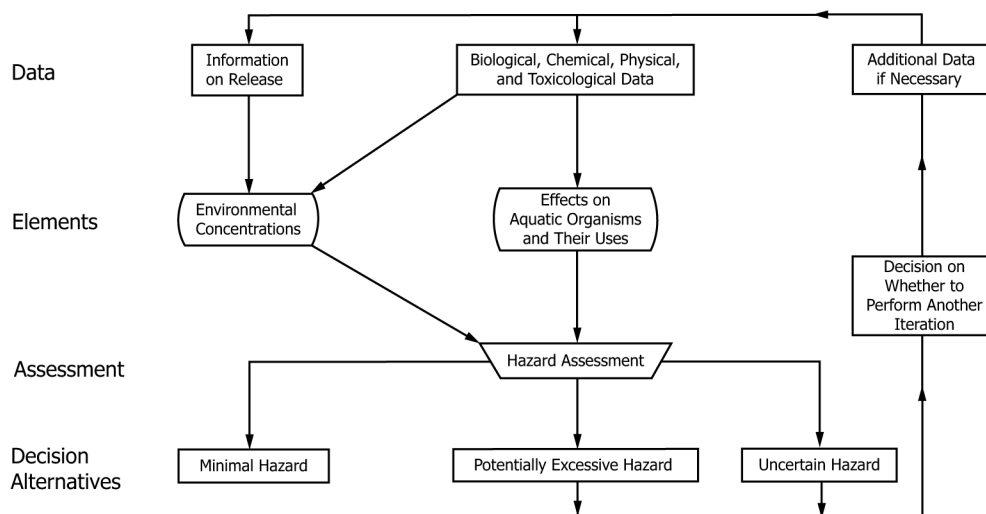 Data
Information
on Release
Biological, Chemical, Physical,
and Toxicological Data
Additional Data
if Necessary
Elements
Environmental
Concentrations
Effects on
Aquatic Organisms
and Their Uses
Decision on
Whether to
Perform Another
Iteration
Assessment
Hazard Assessment
Decision
Alternatives
Minimal Hazard
Potentially Excessive Hazard
Uncertain Hazard